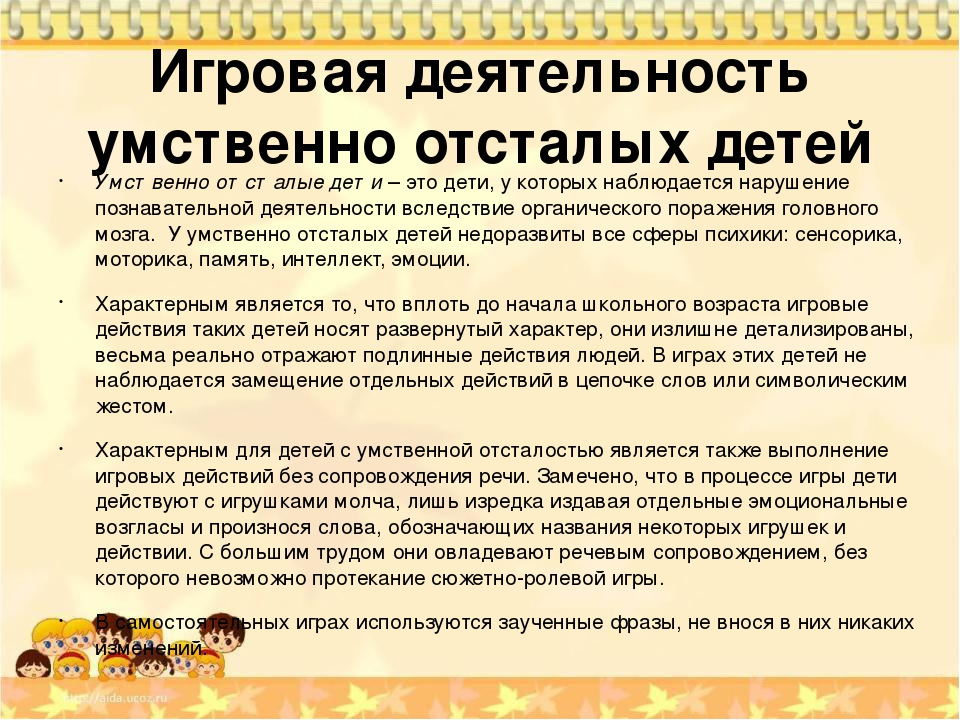 Игровая деятельность
умственно отсталых детей
· Умственно отсталые дети – это дети, у которых наблюдается нарушение
познавательной деятельности вследствие органического поражения головного
мозга. У умственно отсталых детей недоразвиты все сферы психики: сенсорика,
моторика, память, интеллект, эмоции.
· Характерным является то, что вплоть до начала школьного возраста игровые
действия таких детей носят развернутый характер, они излишне детализированы,
весьма реально отражают подлинные действия людей. В играх этих детей не
наблюдается замещение отдельных действий в цепочке слов или символическим
жестом.
· Характерным для детей с умственной отсталостью является также выполнение
игровых действий без сопровождения речи. Замечено, что в процессе игры дети
действуют с игрушками молча, лишь изредка издавая отдельные эмоциональные
возгласы и произнося слова, обозначающих названия некоторых игрушек и
действии. С большим трудом они овладевают речевым сопровождением, без
которого невозможно протекание сюжетно-ролевой игры.
· В самостоятельных играх используются заученные фразы, не внося в них никаких
изменений.
http://aida.ucoz.ru